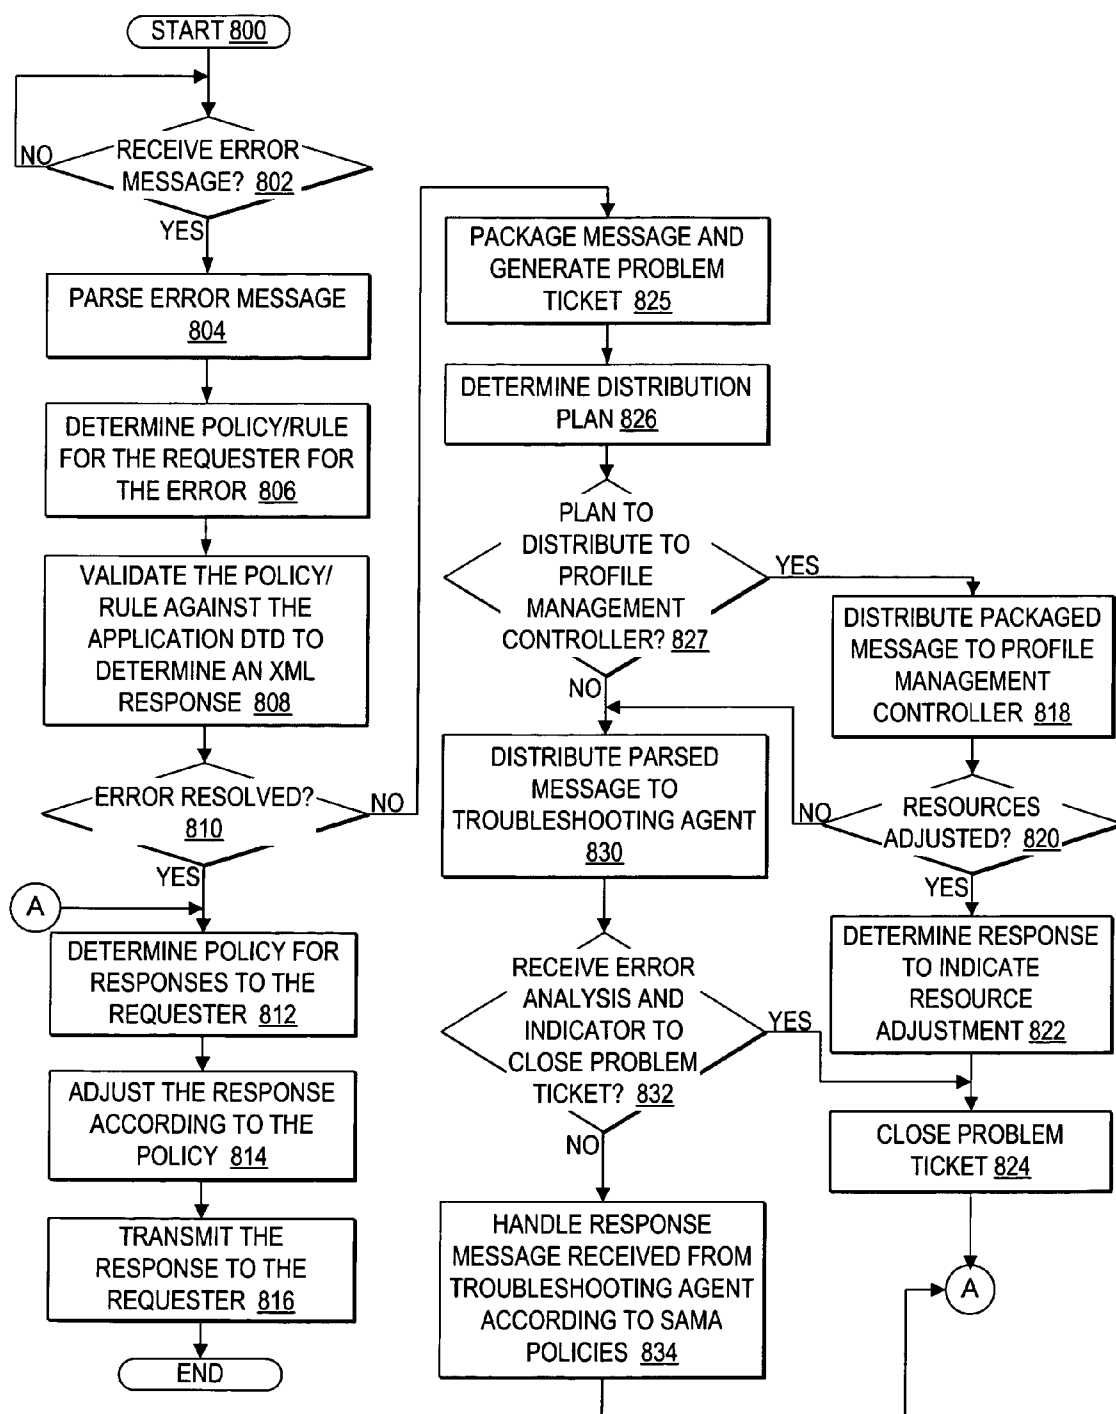 START 800
RECEIVE ERROR
MESSAGE? 802
NO
YES
PARSE ERROR MESSAGE
804
DETERMINE POLICY/RULE
FOR THE REQUESTER FOR
THE ERROR 806
VALIDATE THE POLICY/
RULE AGAINST THE
APPLICATION DTD TO
DETERMINE AN XML
RESPONSE 808
ERROR RESOLVED?
810
NO
YES
A
DETERMINE POLICY FOR
RESPONSES TO THE
REQUESTER 812
ADJUST THE RESPONSE
ACCORDING TO THE
POLICY 814
TRANSMIT THE
RESPONSE TO THE
REQUESTER 816
END
PACKAGE MESSAGE AND
GENERATE PROBLEM
TICKET 825
DETERMINE DISTRIBUTION
PLAN 826
PLAN TO
DISTRIBUTE TO
PROFILE
MANAGEMENT
CONTROLLER? 827
YES
NO
DISTRIBUTE PARSED
MESSAGE TO
TROUBLESHOOTING AGENT
830
RECEIVE ERROR
ANALYSIS AND
INDICATOR TO
CLOSE PROBLEM
TICKET? 832
YES
NO
HANDLE RESPONSE
MESSAGE RECEIVED FROM
TROUBLESHOOTING AGENT
ACCORDING TO SAMA
POLICIES 834
DISTRIBUTE PACKAGED
MESSAGE TO PROFILE
MANAGEMENT
CONTROLLER 818
RESOURCES
ADJUSTED? 820
NO
YES
DETERMINE RESPONSE
TO INDICATE
RESOURCE
ADJUSTMENT 822
CLOSE PROBLEM
TICKET 824
A